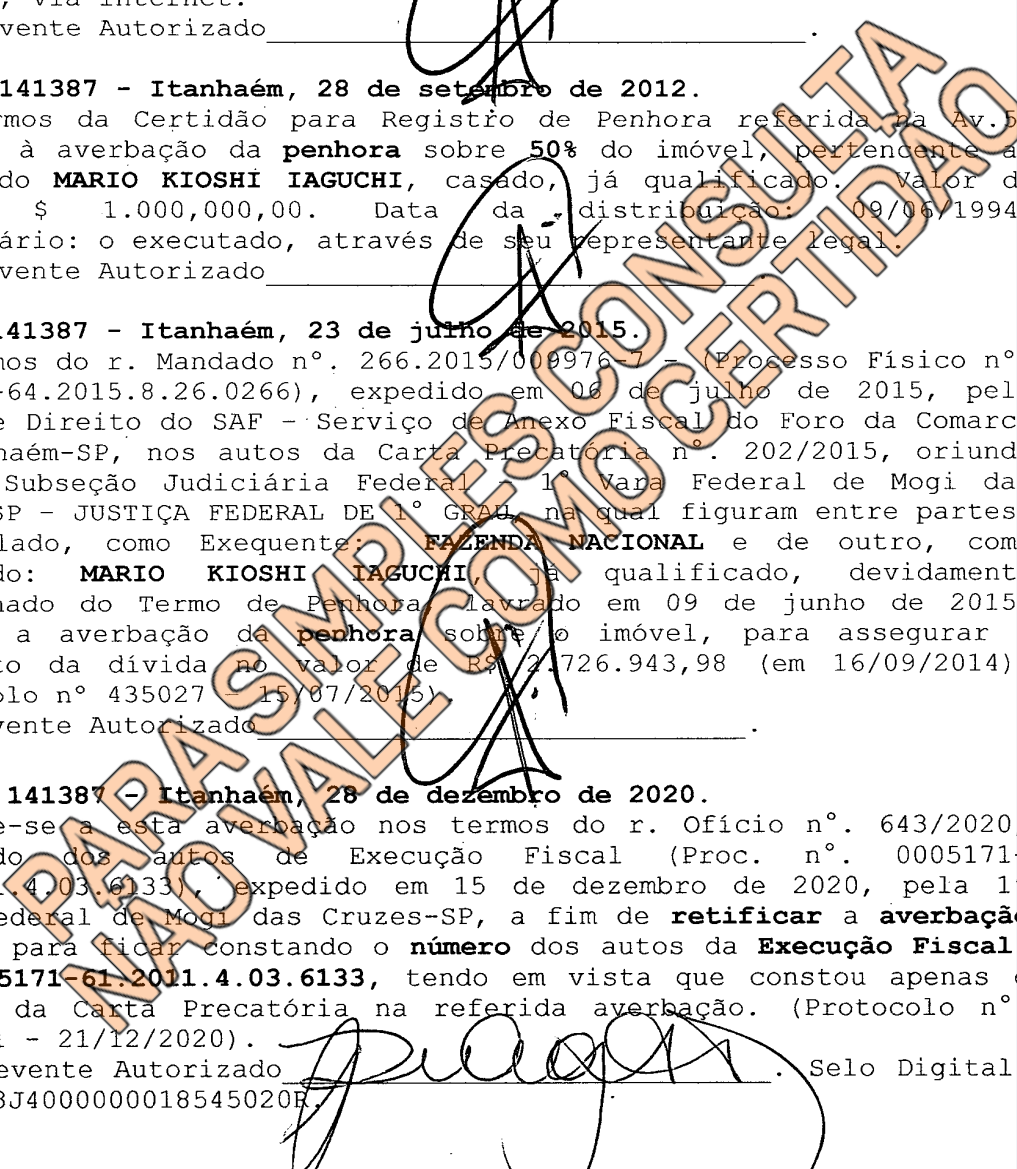 , via Internet.
vente Autorizado.
141387 - Itanhaém, 28 de setembro de 2012.
rmos da Certidão para Registro de Penhora referida na Av.5
à averbação da penhora sobre 50% do imóvel, pertencente a
do MARIO KIOSHI IAGUCHI, casado, já qualificado. Valor d
$ 1.000,000,00. Data da distribuição: 09/06/1994
ário: o executado, através de seu representante legal.
vente Autorizado.
141387 - Itanhaém, 23 de julho de 2015.
mos do r. Mandado nº. 266.2015/009976-7 - (Processo Físico nº
-64.2015.8.26.0266), expedido em 06 de julho de 2015, pel
e Direito do SAF - Serviço de Anexo Fiscal do Foro da Comarc
haém-SP, nos autos da Carta Precatória nº. 202/2015, oriund
Subseção Judiciária Federal - 1ª Vara Federal de Mogi da
SP - JUSTIÇA FEDERAL DE 1º GRAU, na qual figuram entre partes
lado, como Exequente: FAZENDA NACIONAL e de outro, com
do: MARIO KIOSHI IAGUCHI, já qualificado, devidament
nado do Termo de Penhora, lavrado em 09 de junho de 2015
a averbação da penhora sobre o imóvel, para assegurar
to da dívida no valor de R$ 2.726.943,98 (em 16/09/2014)
olo nº 435027 - 15/07/2015).
vente Autorizado.
141387 - Itanhaém, 28 de dezembro de 2020.
e-se a esta averbação nos termos do r. Ofício nº. 643/2020,
do dos autos de Execução Fiscal (Proc. nº. 0005171-
1.4.03.6133), expedido em 15 de dezembro de 2020, pela 1ª
ederal de Mogi das Cruzes-SP, a fim de retificar a averbação
para ficar constando o número dos autos da Execução Fiscal
5171-61.2011.4.03.6133, tendo em vista que constou apenas o
da Carta Precatória na referida averbação. (Protocolo nº
- 21/12/2020).
evente Autorizado. Selo Digital
3J4000000018545020R.
PARA SIMPLES CONSULTA
NÃO VALE COMO CERTIDÃO